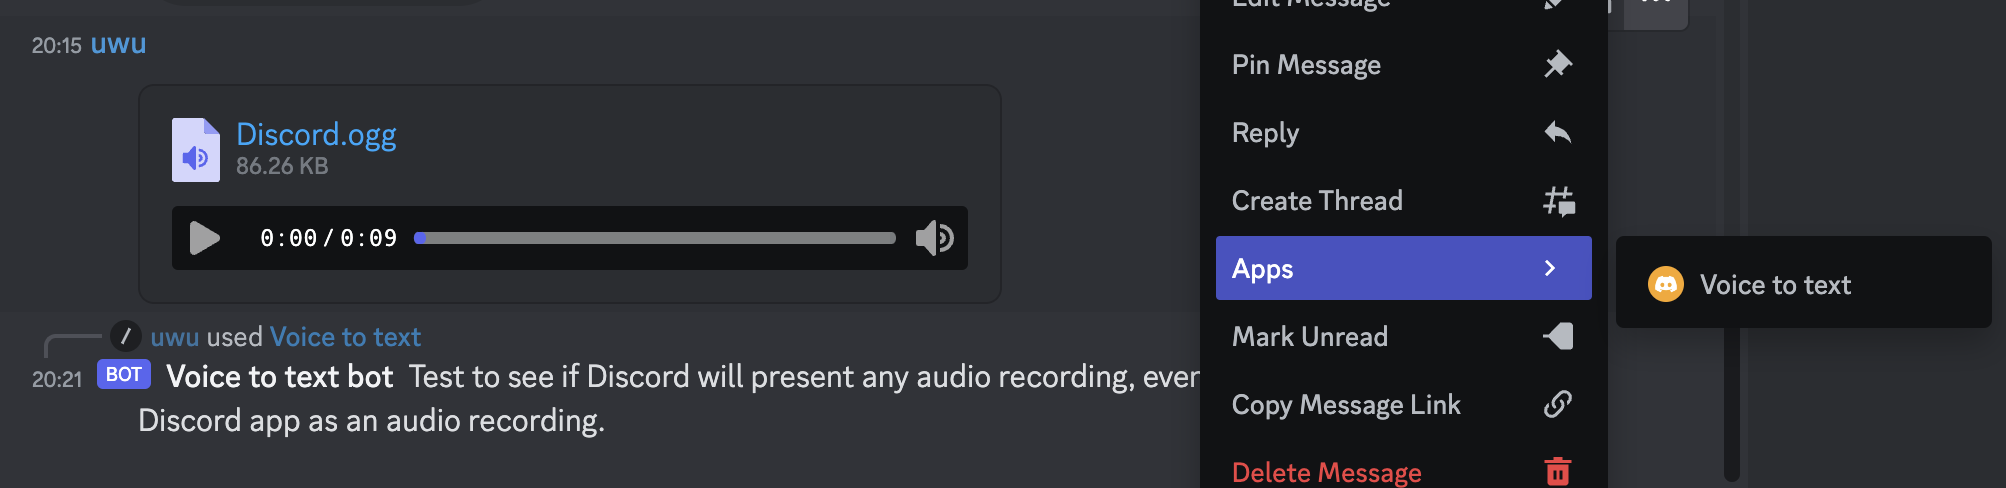 Edit Message
20:15 uwu
Pin Message
Discord.ogg
86.26 KB
Reply
Create Thread
0:00 / 0:09
Apps
Voice to text
uwu used Voice to text
Mark Unread
20:21 BOT Voice to text bot Test to see if Discord will present any audio recording, ever
Discord app as an audio recording.
Copy Message Link
Delete Message